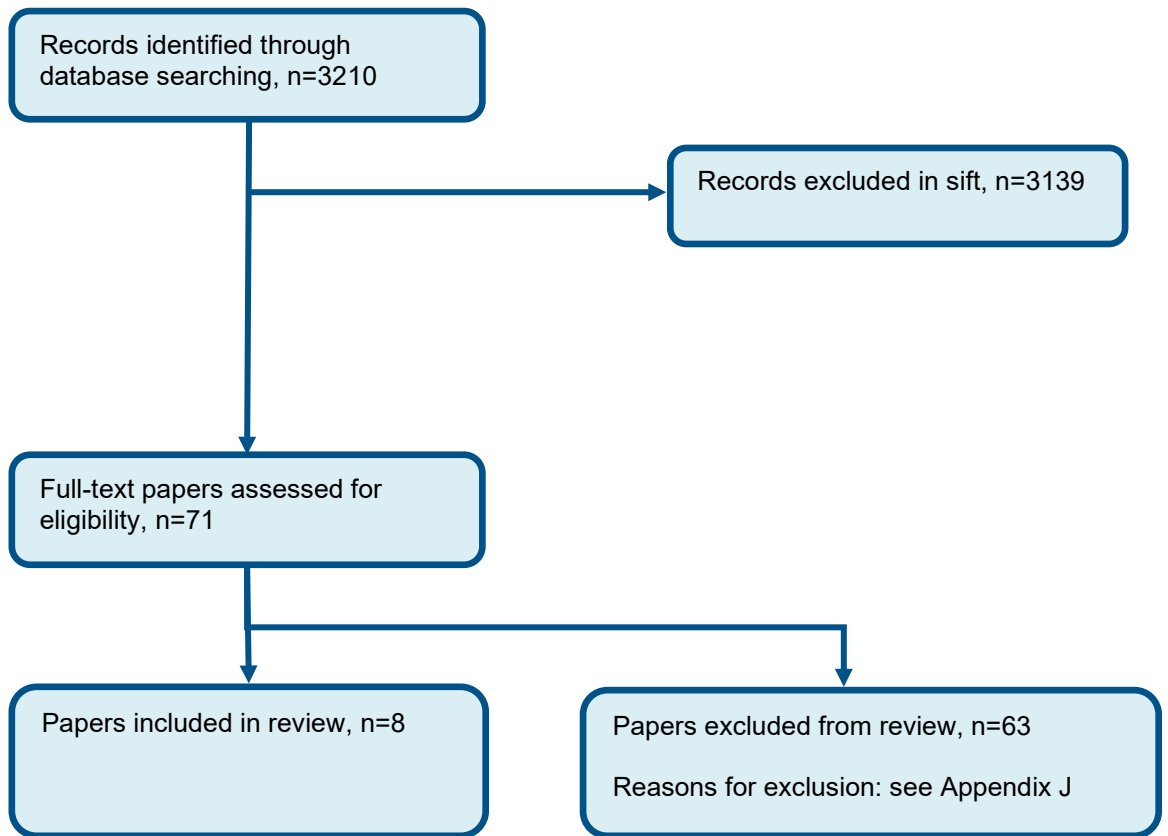 Records identified through
database searching, n=3210
Records excluded in sift, n=3139
Full-text papers assessed for
eligibility, n=71
Papers included in review, n=8
Papers excluded from review, n=63
Reasons for exclusion: see Appendix J